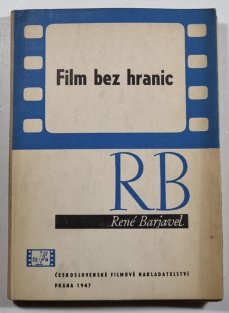 Film bez hranic
RB
René Barjavel
ČESKOSLOVENSKÉ FILMOVÉ NAKLADATELSTVÍ
PRAHA 1947